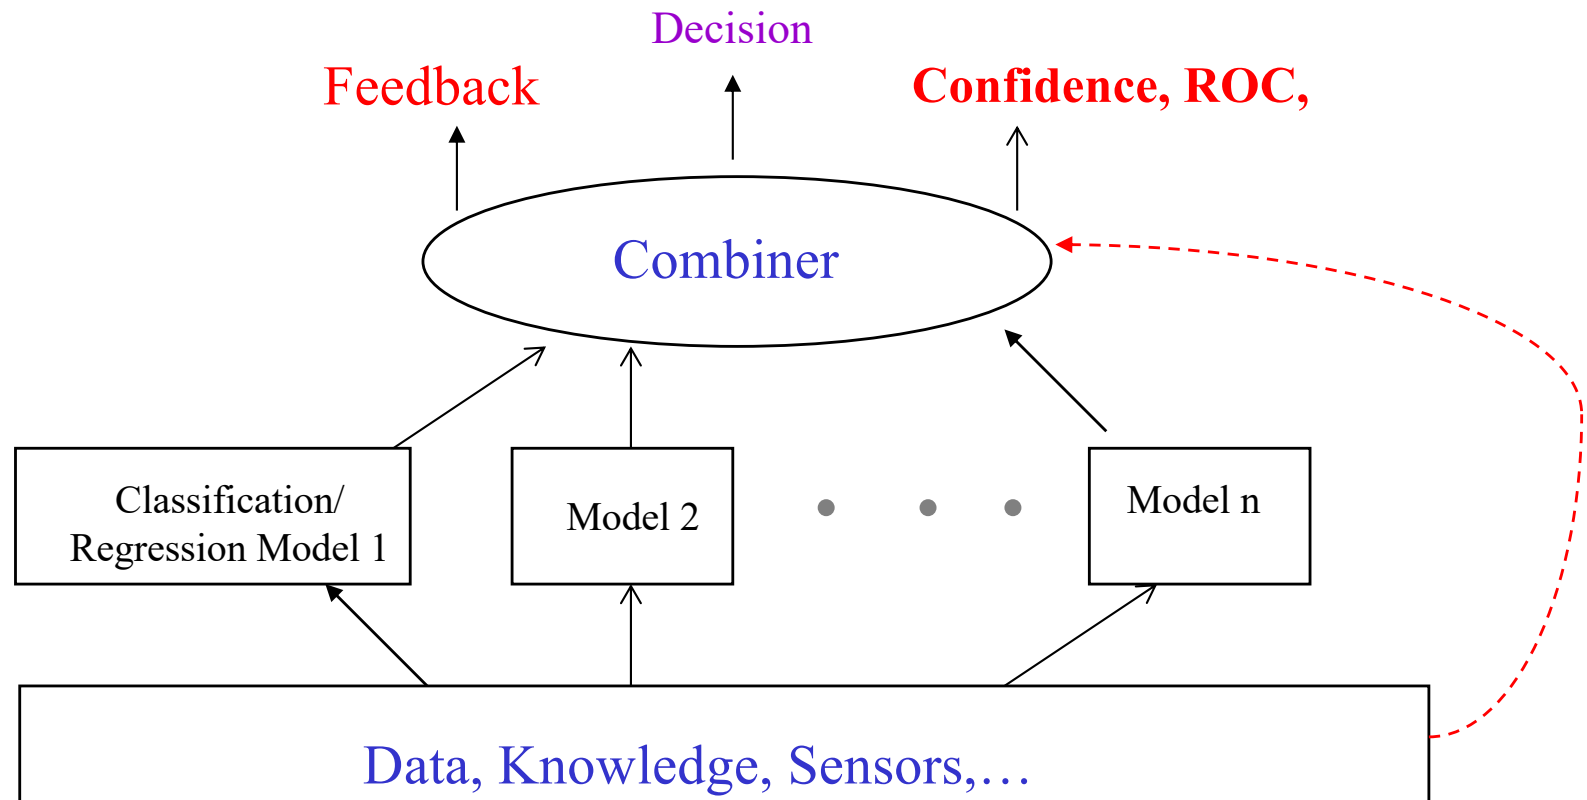 Decision
Feedback
Confidence, ROC,
Combiner
Classification/
Regression Model 1
Model 2
Model n
Data, Knowledge, Sensors,…